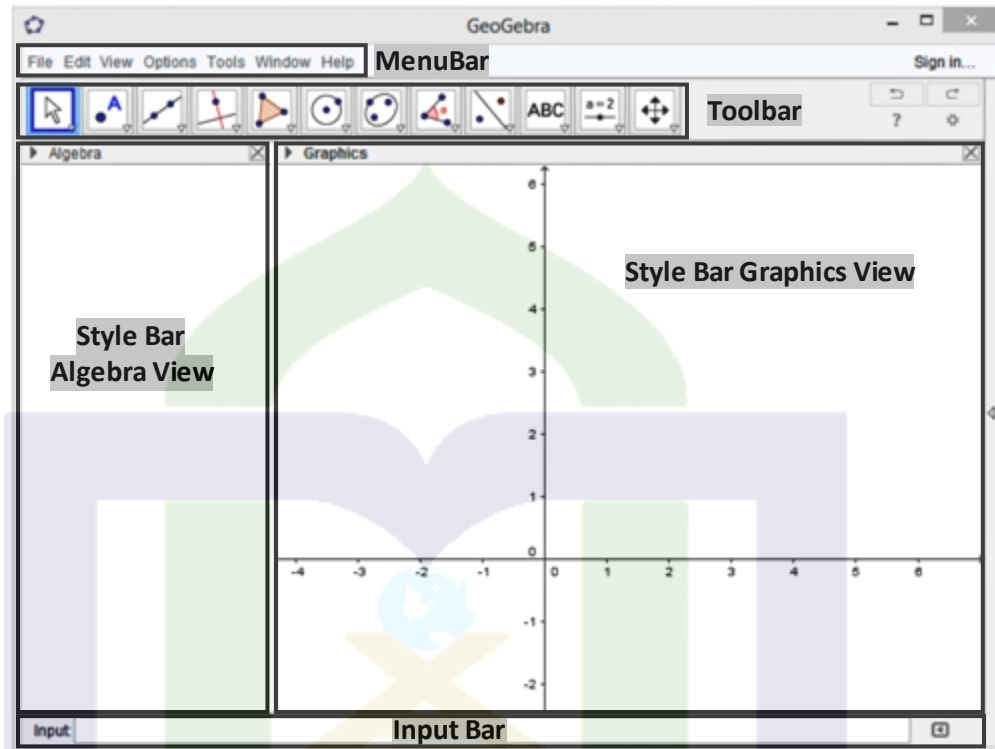 GeoGebra
File Edit View Options Tools Window Help MenuBar Sign in...
A ABC a=2 Toolbar ?
Algebra Graphics
6
5
Style Bar Graphics View
4
Style Bar
Algebra View
3
2
1
0
-4 -3 -2 -1 0 1 2 3 4 5 6
-1
-2
Input: Input Bar